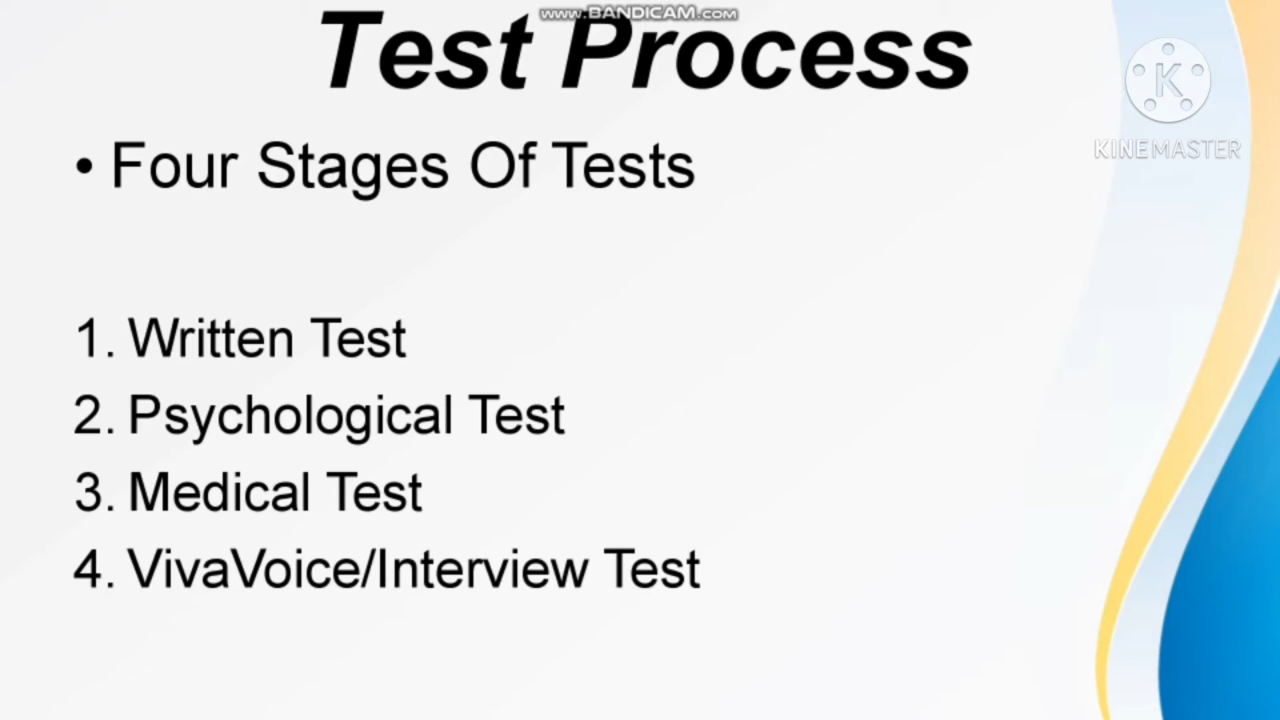 www.BANDICAM.com
Test Process
K
KINEMASTER
• Four Stages Of Tests
1. Written Test
2. Psychological Test
3. Medical Test
4. VivaVoice/Interview Test